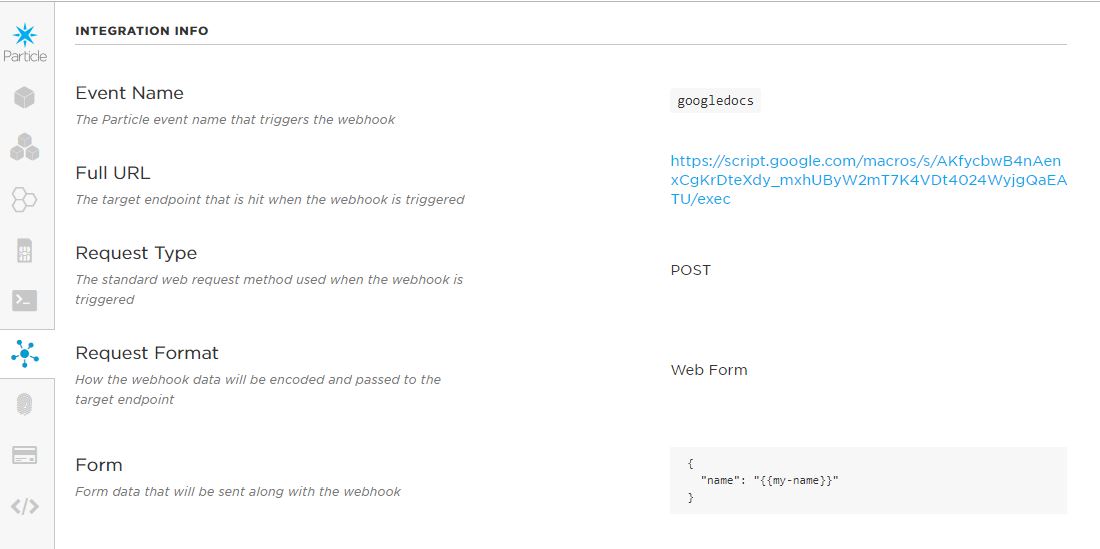 Particle
INTEGRATION INFO
Event Name
The Particle event name that triggers the webhook
googledocs
Full URL
The target endpoint that is hit when the webhook is triggered
https://script.google.com/macros/s/AKfycbwB4nAen
xCgKrDteXdy_mxhUByW2mT7K4VDt4024WyjgQaEA
TU/exec
Request Type
The standard web request method used when the webhook is
triggered
POST
Request Format
How the webhook data will be encoded and passed to the
target endpoint
Web Form
Form
Form data that will be sent along with the webhook
{
"name": "{{my-name}}"
}